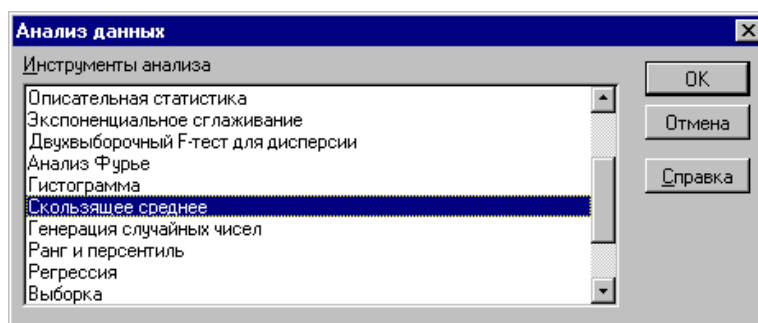 Анализ данных
Инструменты анализа
Описательная статистика
Экспоненциальное сглаживание
Двухвыборочный F-тест для дисперсии
Анализ Фурье
Гистограмма
Скользящее среднее
Генерация случайных чисел
Ранг и персентиль
Регрессия
Выборка
OK
Отмена
Справка